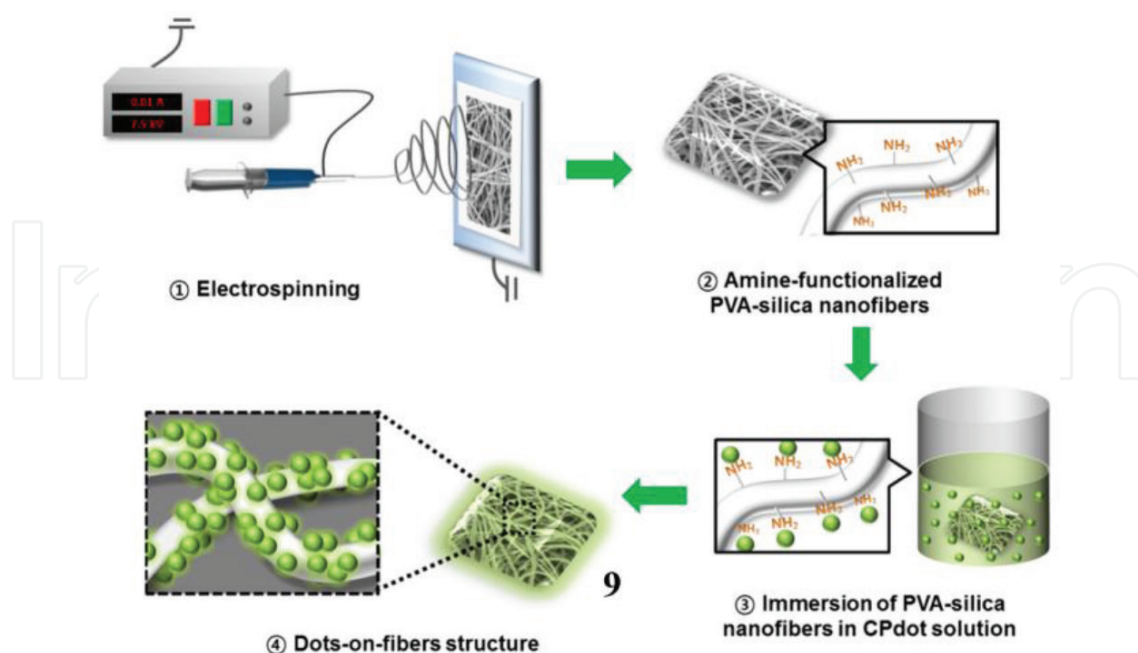 0.01 A
7.5 kV
① Electrospinning
NH₂ NH₂ NH₂
NH₂ NH₂ NH₂ NH₂
② Amine-functionalized
PVA-silica nanofibers
NH₂ NH₂ NH₂
NH₂ NH₂ NH₂ NH₂
③ Immersion of PVA-silica
nanofibers in CPdot solution
9
④ Dots-on-fibers structure